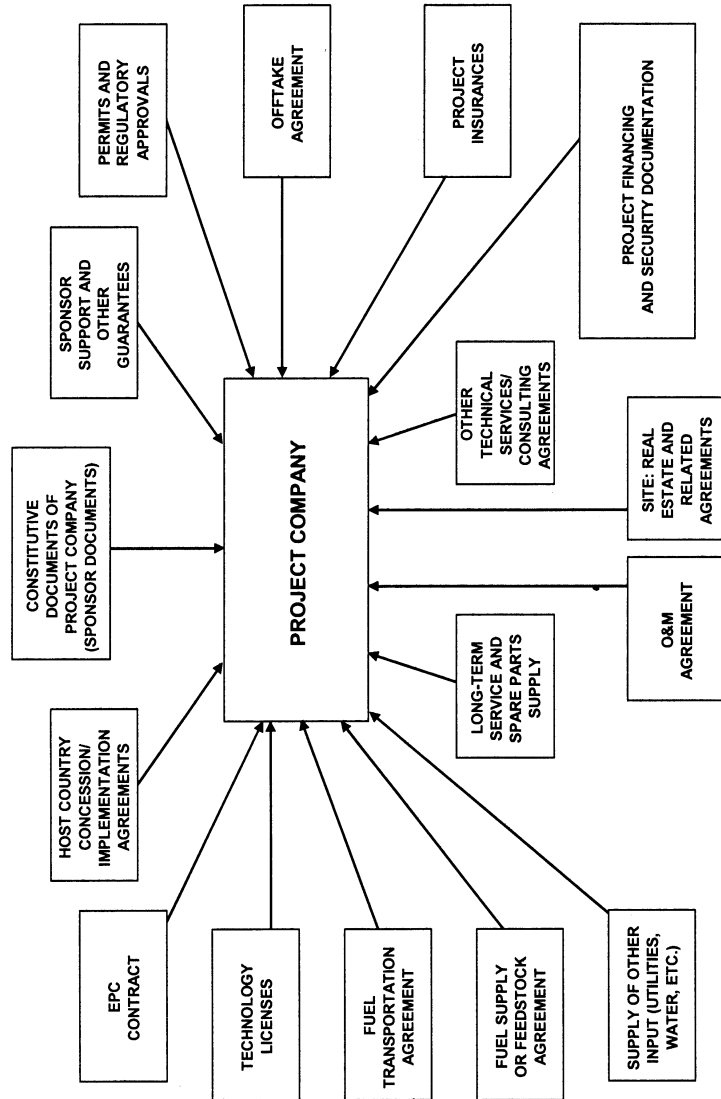 CONSTITUTIVE
DOCUMENTS OF
PROJECT COMPANY
(SPONSOR DOCUMENTS)
HOST COUNTRY
CONCESSION/
IMPLEMENTATION
AGREEMENTS
SPONSOR
SUPPORT AND
OTHER
GUARANTEES
EPC
CONTRACT
PERMITS AND
REGULATORY
APPROVALS
TECHNOLOGY
LICENSES
PROJECT COMPANY
OFFTAKE
AGREEMENT
FUEL
TRANSPORTATION
AGREEMENT
PROJECT
INSURANCES
FUEL SUPPLY
OR FEEDSTOCK
AGREEMENT
LONG-TERM
SERVICE AND
SPARE PARTS
SUPPLY
OTHER
TECHNICAL
SERVICES/
CONSULTING
AGREEMENTS
SUPPLY OF OTHER
INPUT (UTILITIES,
WATER, ETC.)
O&M
AGREEMENT
SITE: REAL
ESTATE AND
RELATED
AGREEMENTS
PROJECT FINANCING
AND SECURITY DOCUMENTATION